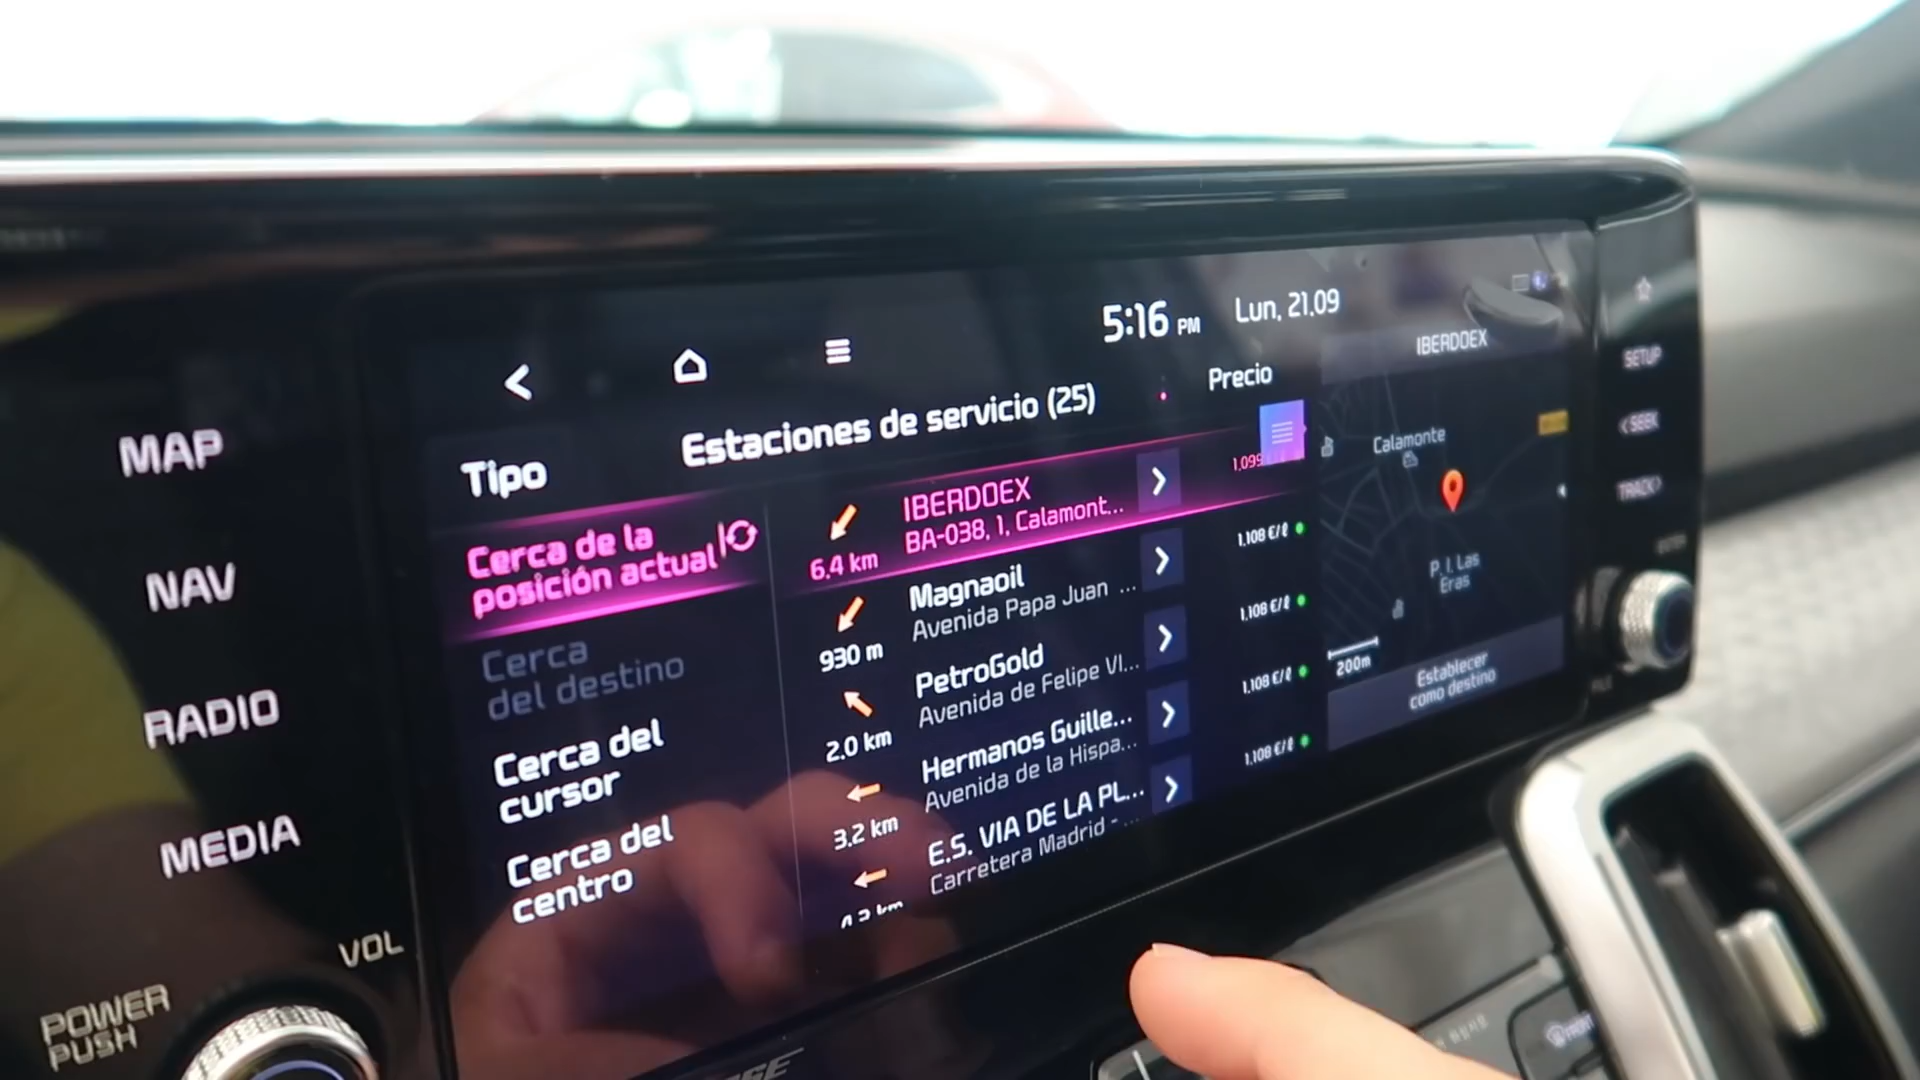 5:16 PM
Lun, 21.09
Estaciones de servicio (25)
Precio
Tipo
Cerca de la
posición actual
Cerca
del destino
Cerca del
cursor
Cerca del
centro
IBERDOEX
BA-038, 1, Calamont...
6.4 km
Magnaoil
Avenida Papa Juan ...
930 m
1,108 €/ℓ
PetroGold
Avenida de Felipe VI...
2.0 km
1,108 €/ℓ
Hermanos Guille...
Avenida de la Hispa...
3.2 km
1,108 €/ℓ
E.S. VIA DE LA PL...
Carretera Madrid - ...
1,108 €/ℓ
IBERDOEX
Calamonte
P. I. Las
Eras
200m
Establecer
como destino
MAP
NAV
RADIO
MEDIA
VOL
POWER
PUSH
SETUP
< SEEK
TRACK >